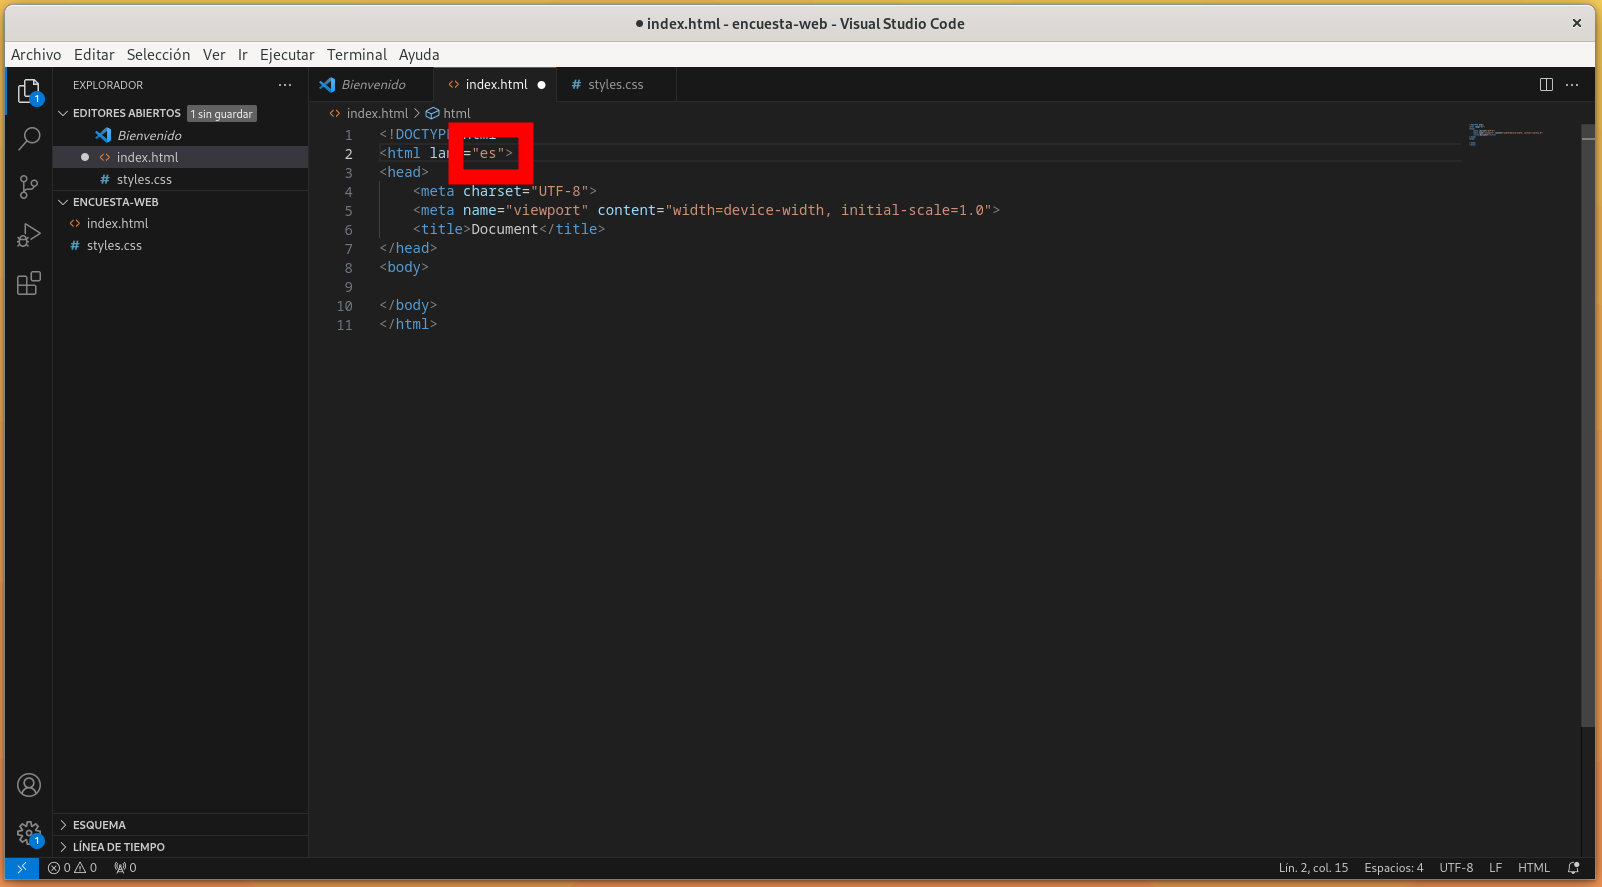 ● index.html - encuesta-web - Visual Studio Code
Archivo Editar Selección Ver Ir Ejecutar Terminal Ayuda
EXPLORADOR
EDITORES ABIERTOS 1 sin guardar
Bienvenido
index.html
# styles.css
ENCUESTA-WEB
index.html
# styles.css
ESQUEMA
LÍNEA DE TIEMPO
Bienvenido
index.html
# styles.css
index.html > html
1 <!DOCTYP
2 <html la ="es">
3 <head>
4 <meta charset="UTF-8">
5 <meta name="viewport" content="width=device-width, initial-scale=1.0">
6 <title>Document</title>
7 </head>
8 <body>
9
10 </body>
11 </html>
1
1
0 0 0
Lín. 2, col. 15 Espacios: 4 UTF-8 LF HTML